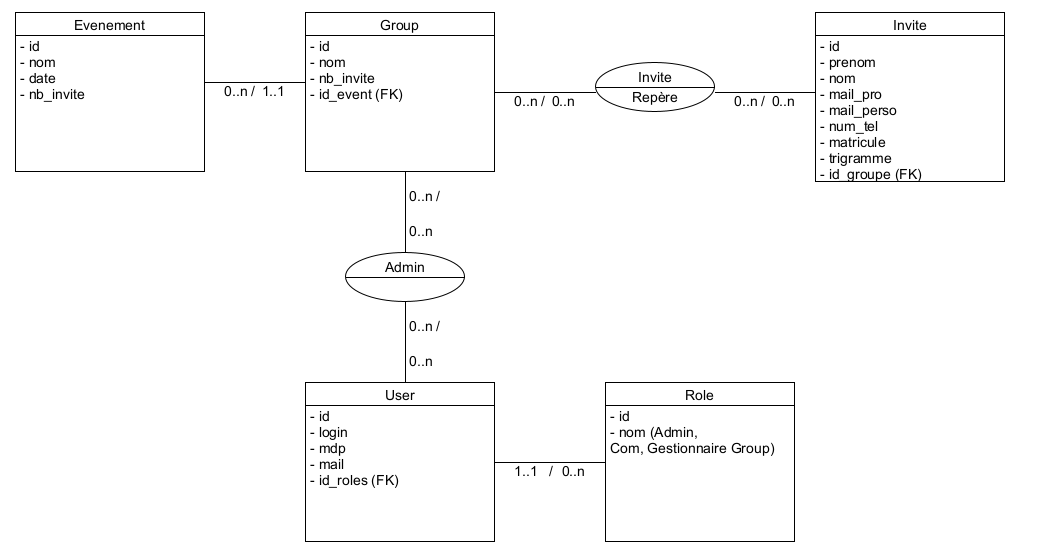 Evenement
- id
- nom
- date
- nb_invite
0..n / 1..1
Group
- id
- nom
- nb_invite
- id_event (FK)
0..n / 0..n
Invite
Repère
0..n / 0..n
Invite
- id
- prenom
- nom
- mail_pro
- mail_perso
- num_tel
- matricule
- trigramme
- id_groupe (FK)
0..n /
0..n
Admin
0..n /
0..n
User
- id
- login
- mdp
- mail
- id_roles (FK)
1..1 / 0..n
Role
- id
- nom (Admin,
Com, Gestionnaire Group)